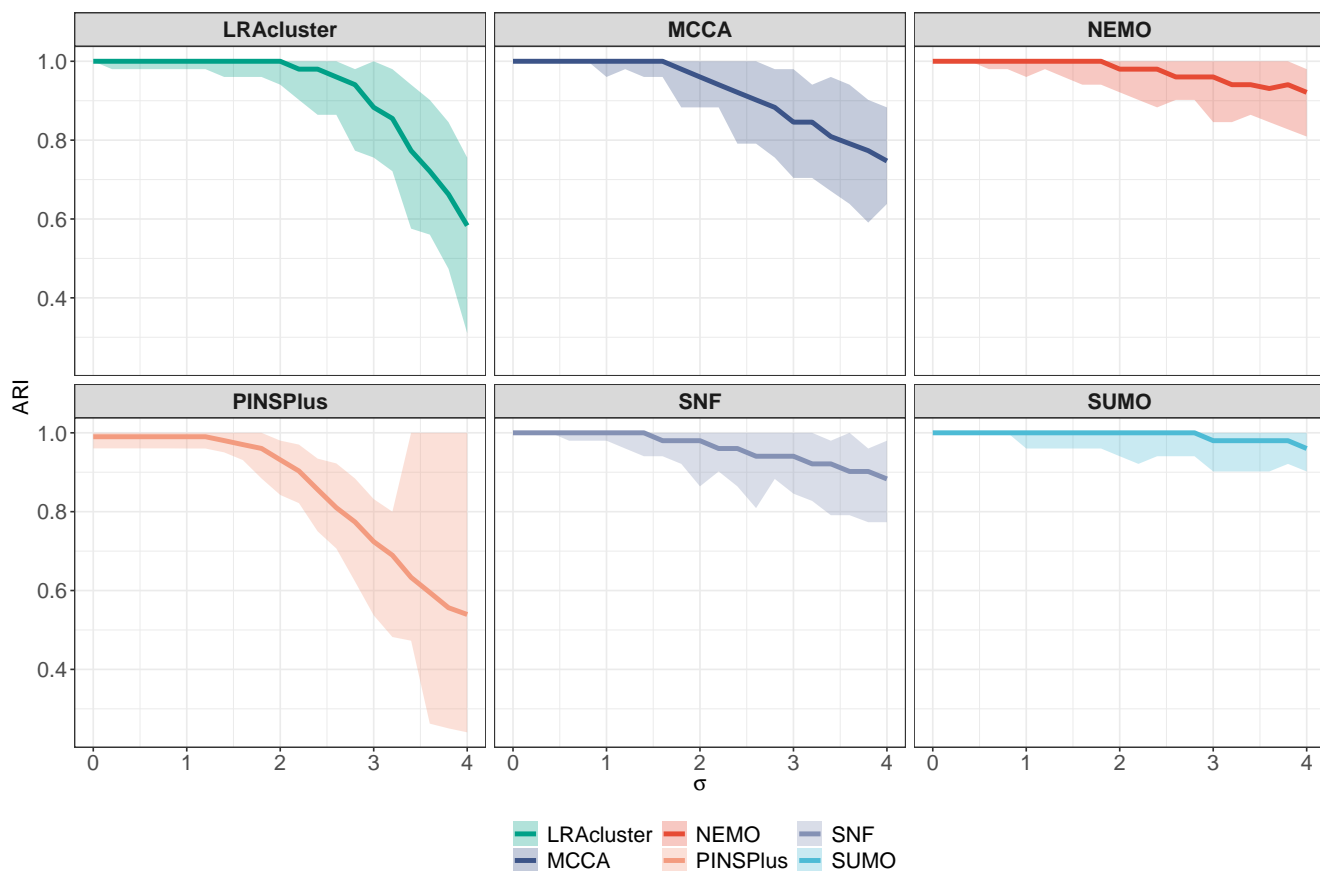 LRAcluster MCCA NEMO
1.0
0.8
0.6
0.4
ARI
PINSPlus SNF SUMO
1.0
0.8
0.6
0.4
0 1 2 3 4 0 1 2 3 4 0 1 2 3 4
σ
LRAcluster NEMO SNF
MCCA PINSPlus SUMO